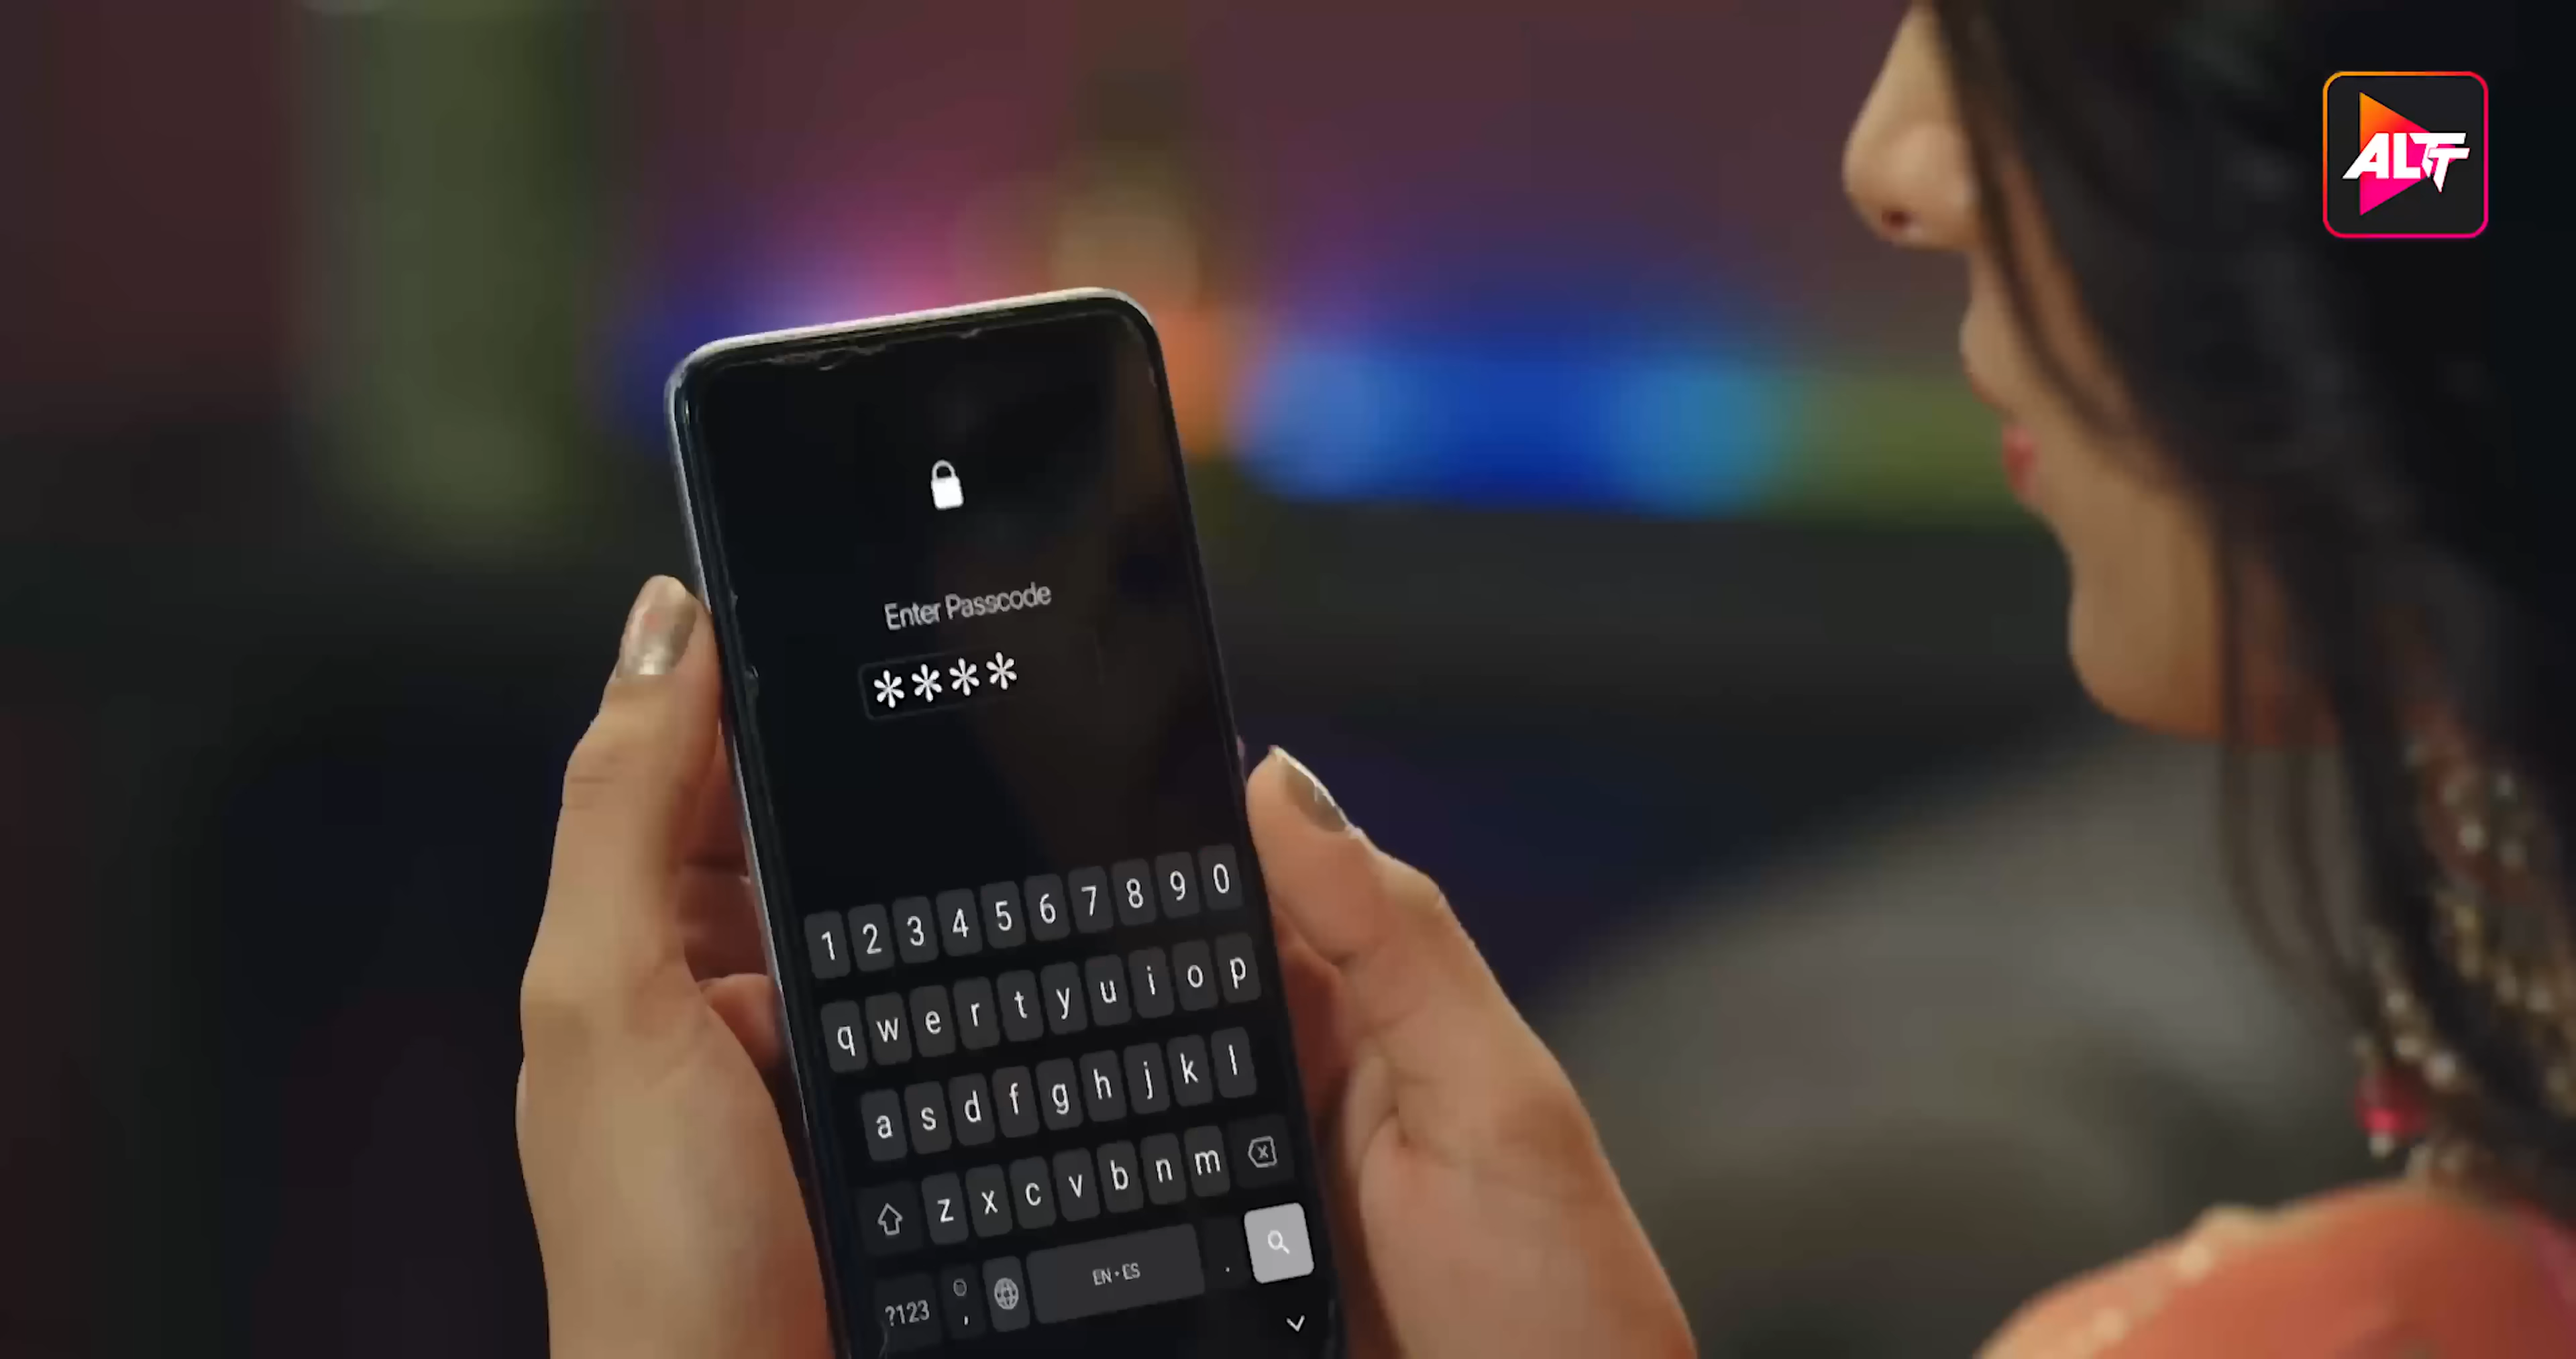 ALTT
Enter Passcode
****
1 2 3 4 5 6 7 8 9 0
q w e r t y u i o p
a s d f g h j k l
z x c v b n m
?123 , EN • ES .